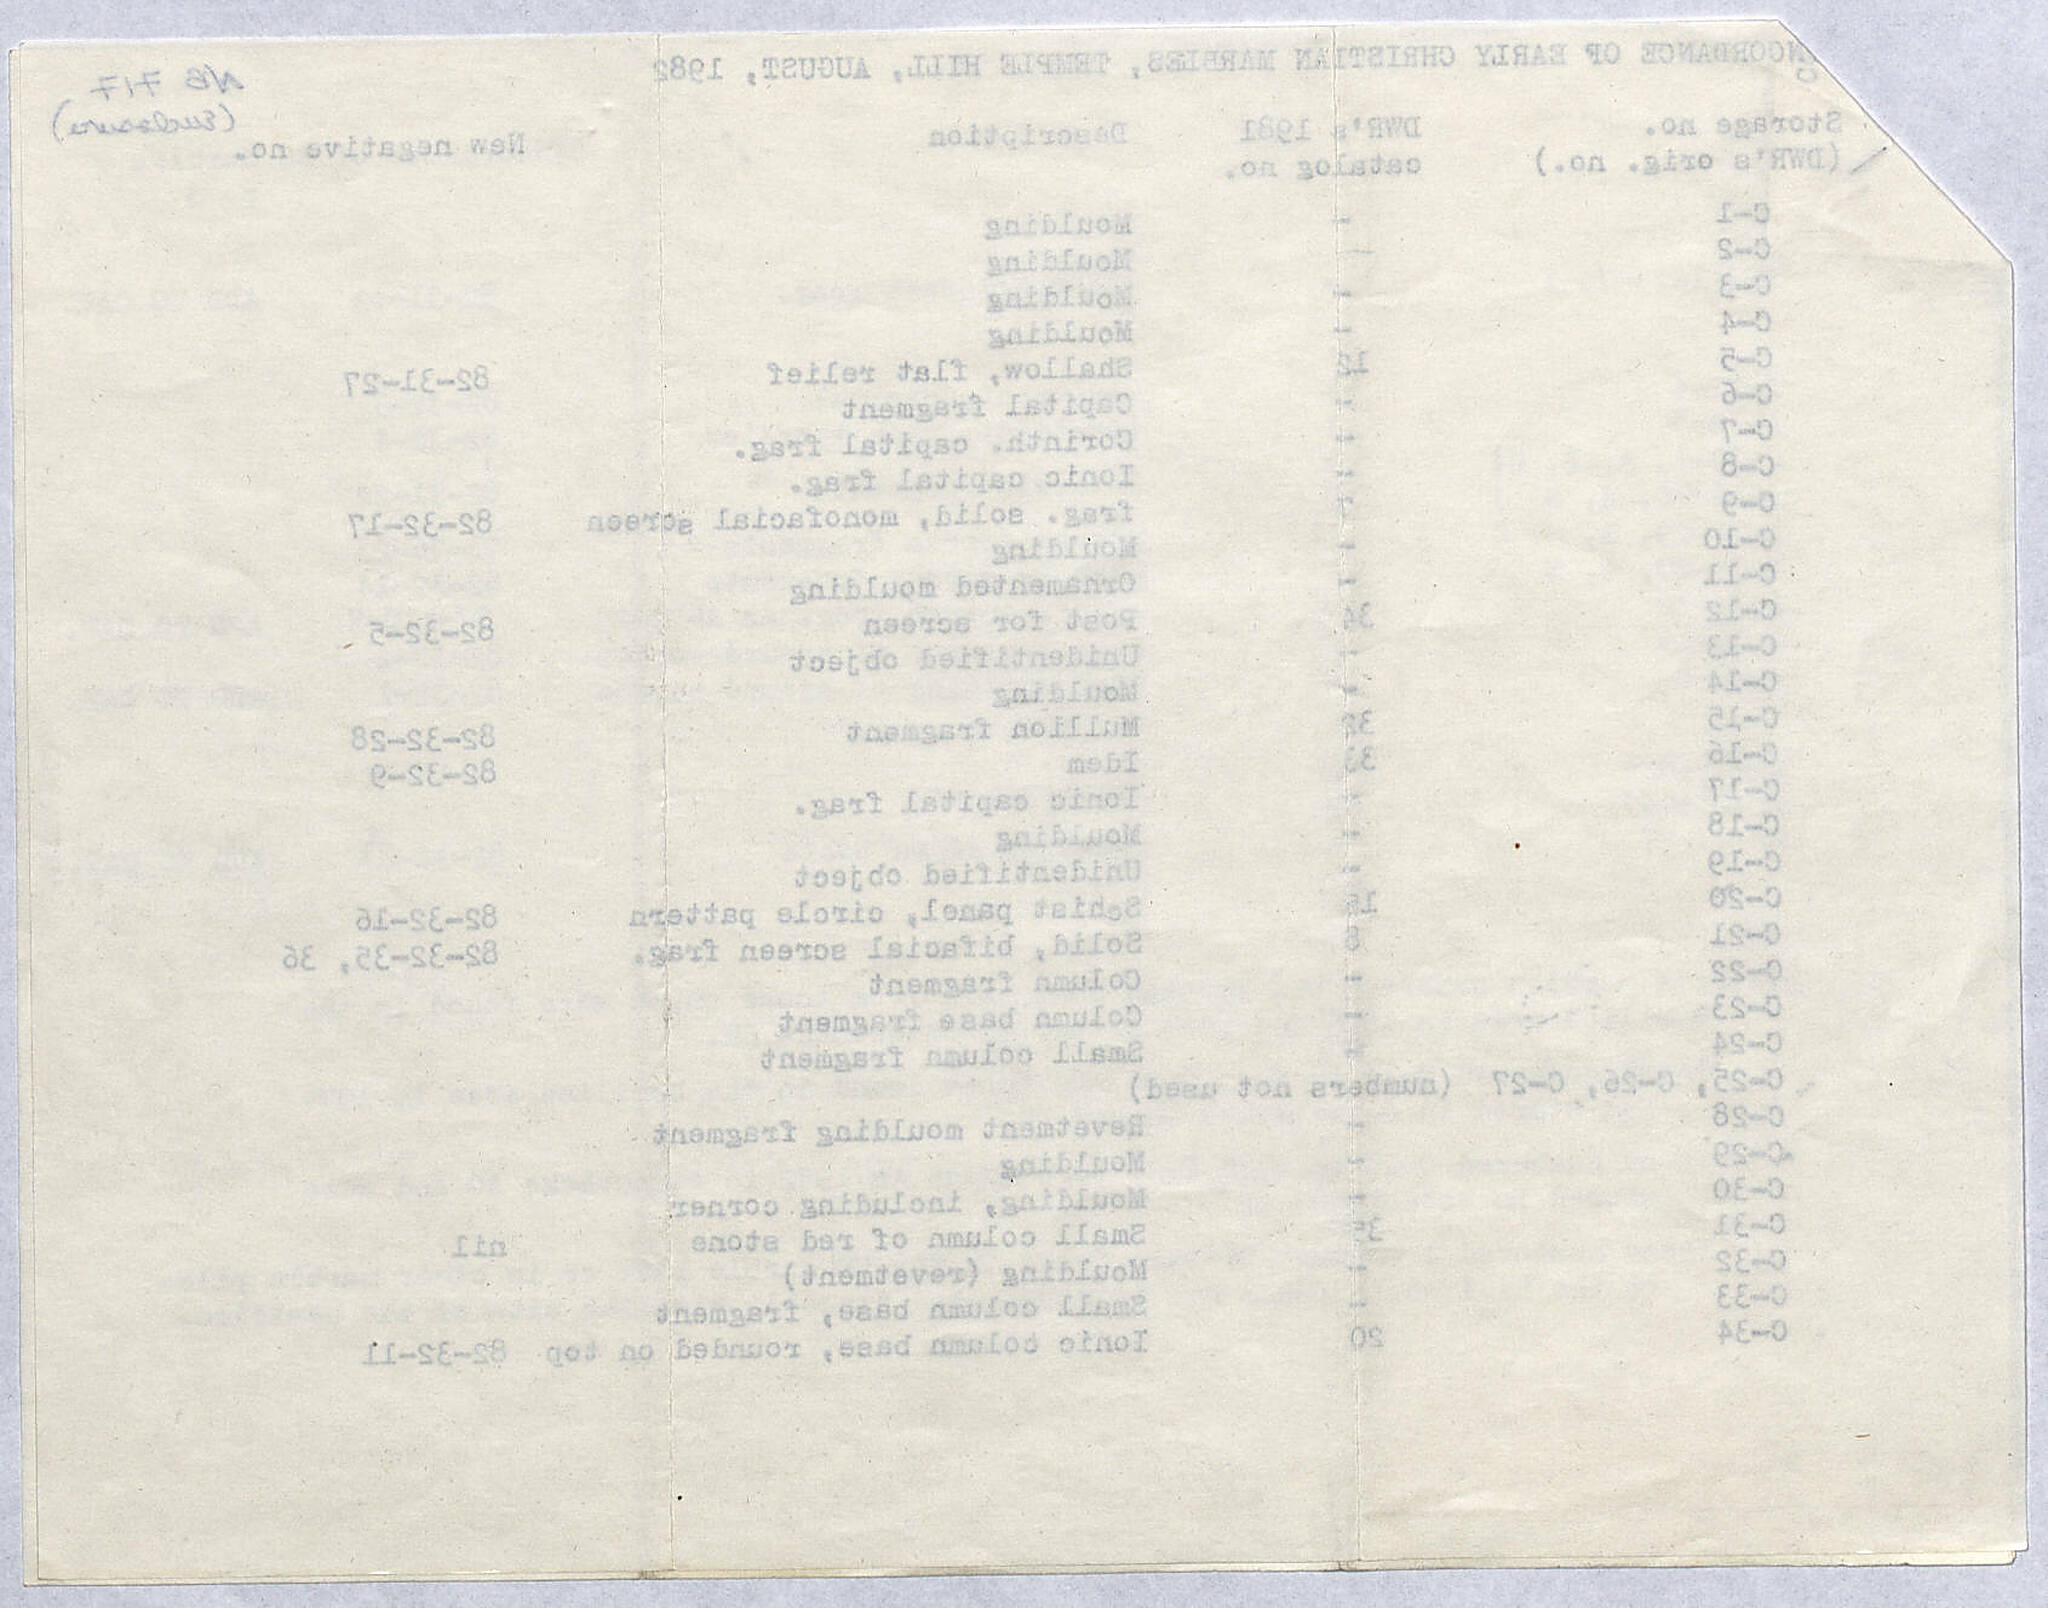 NCORDANCE OF EARLY CHRISTIAN MARBLES, TEMPLE HILL, AUGUST, 1982
NB 717
(Enclosure)
Storage no. DWR's 1981 Description New negative no.
(DWR's orig. no.) catalog no.
C-1 - Moulding
C-2 - Moulding
C-3 - Moulding
C-4 - Moulding
C-5 12 Shallow, flat relief 82-31-27
C-6 - Capital fragment
C-7 - Corinth. capital frag.
C-8 - Ionic capital frag.
C-9 7 frag. solid, monofacial screen 82-32-17
C-10 - Moulding
C-11 - Ornamented moulding
C-12 34 Post for screen 82-32-5
C-13 - Unidentified object
C-14 - Moulding
C-15 32 Mullion fragment 82-32-28
C-16 33 Idem 82-32-9
C-17 - Ionic capital frag.
C-18 - Moulding
C-19 - Unidentified object
C-20 15 Schist panel, circle pattern 82-32-16
C-21 8 Solid, bifacial screen frag. 82-32-35, 36
C-22 - Column fragment
C-23 - Column base fragment
C-24 - Small column fragment
C-25, C-26, C-27 (numbers not used)
C-28 - Revetment moulding fragment
C-29 - Moulding
C-30 - Moulding, including corner
C-31 35 Small column of red stone nil
C-32 - Moulding (revetment)
C-33 - Small column base, fragment
C-34 20 Ionic column base, rounded on top 82-32-11